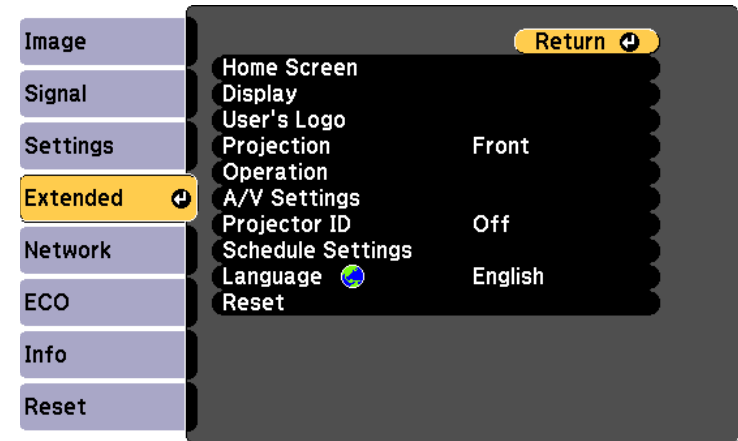 Image
Signal
Settings
Extended
Network
ECO
Info
Reset
Return
Home Screen
Display
User's Logo
Projection Front
Operation
A/V Settings
Projector ID Off
Schedule Settings
Language English
Reset